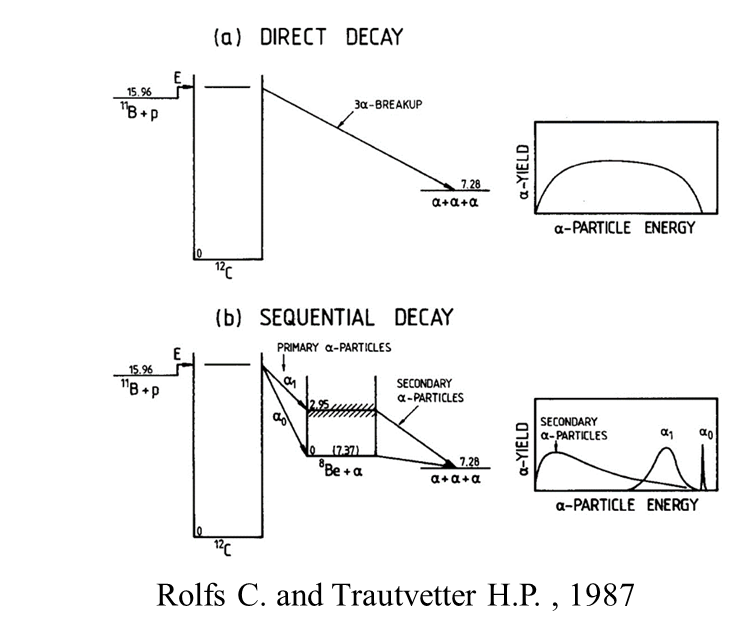 (a) DIRECT DECAY
E
15.96
¹¹B + p
3α-BREAKUP
7.28
α+α+α
0
¹²C
α-YIELD
α-PARTICLE ENERGY
(b) SEQUENTIAL DECAY
PRIMARY α-PARTICLES
E
15.96
¹¹B + p
α₁
α₀
2.95
SECONDARY
α-PARTICLES
0 (7.37)
⁸Be + α
7.28
α+α+α
0
¹²C
SECONDARY
α-PARTICLES
α₁
α₀
α-YIELD
α-PARTICLE ENERGY
Rolfs C. and Trautvetter H.P. , 1987